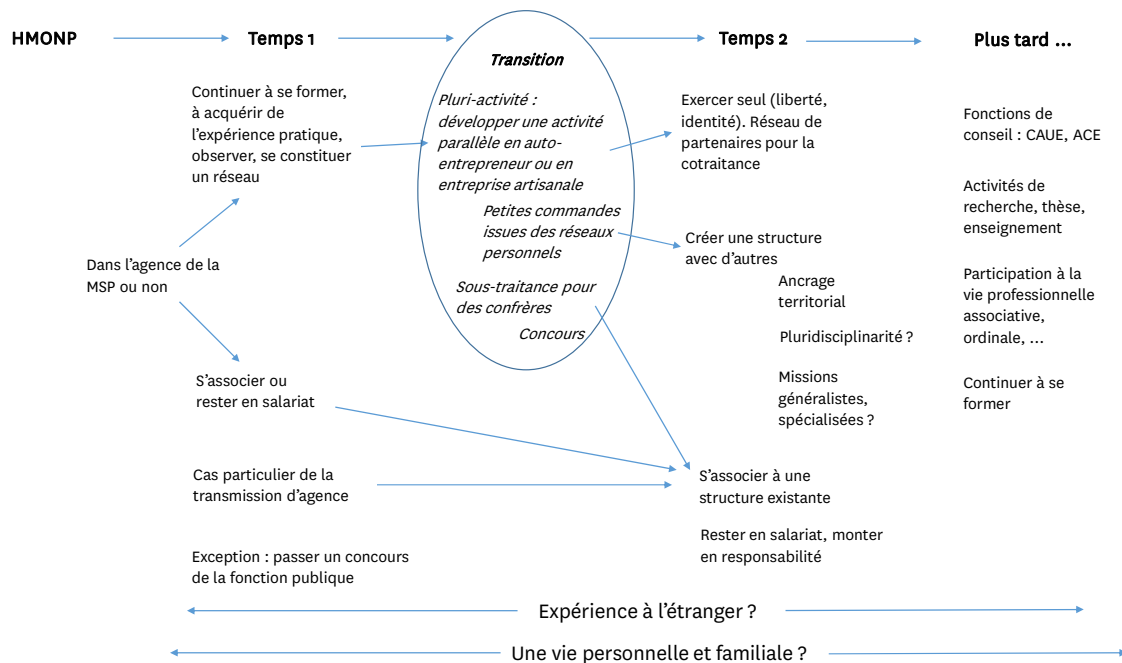 HMONP
Temps 1
Transition
Temps 2
Plus tard ...
Continuer à se former,
à acquérir de
l'expérience pratique,
observer, se constituer
un réseau
Pluri-activité :
développer une activité
parallèle en auto-
entrepreneur ou en
entreprise artisanale
Petites commandes
issues des réseaux
personnels
Sous-traitance pour
des confrères
Concours
Exercer seul (liberté,
identité). Réseau de
partenaires pour la
cotraitance
Créer une structure
avec d'autres
Ancrage
territorial
Pluridisciplinarité ?
Missions
généralistes,
spécialisées ?
Fonctions de
conseil : CAUE, ACE
Activités de
recherche, thèse,
enseignement
Participation à la
vie professionnelle
associative,
ordinale, ...
Continuer à se
former
Dans l'agence de la
MSP ou non
S'associer ou
rester en salariat
Cas particulier de la
transmission d'agence
S'associer à une
structure existante
Rester en salariat, monter
en responsabilité
Exception : passer un concours
de la fonction publique
Expérience à l'étranger ?
Une vie personnelle et familiale ?